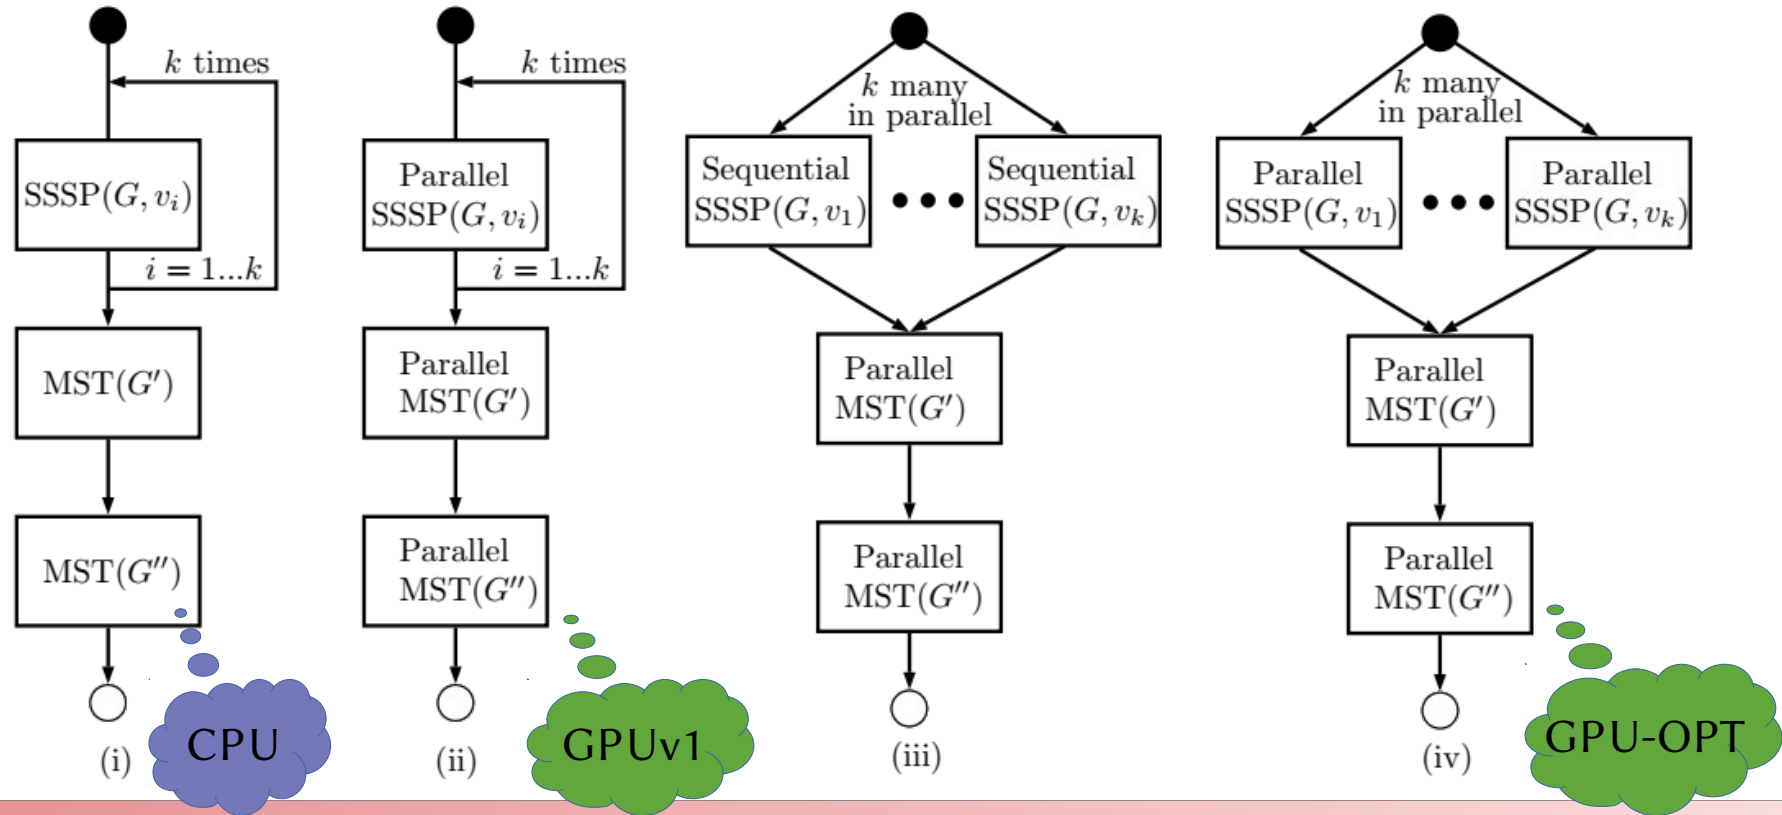 k times
SSSP(G, v_i)
i = 1...k
MST(G′)
MST(G″)
CPU
(i)
k times
Parallel
SSSP(G, v_i)
i = 1...k
Parallel
MST(G′)
Parallel
MST(G″)
GPUv1
(ii)
k many
in parallel
Sequential
SSSP(G, v_1)
Sequential
SSSP(G, v_k)
Parallel
MST(G′)
Parallel
MST(G″)
(iii)
k many
in parallel
Parallel
SSSP(G, v_1)
Parallel
SSSP(G, v_k)
Parallel
MST(G′)
Parallel
MST(G″)
GPU-OPT
(iv)